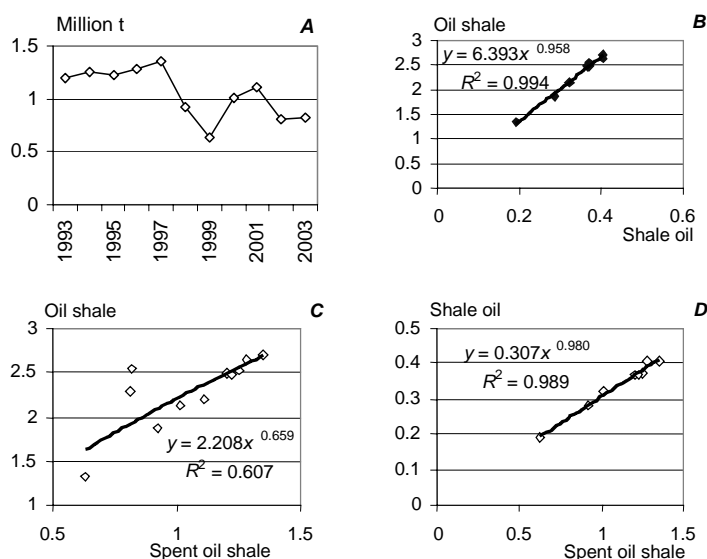 Million t
A
1.5
1
0.5
0
1993
1995
1997
1999
2001
2003
Oil shale
B
y = 6.393x 0.958
R2 = 0.994
3
2.5
2
1.5
1
0.5
0
0 0.2 0.4 0.6
Shale oil
Oil shale
C
3
2.5
2
1.5
1
y = 2.208x 0.659
R2 = 0.607
0.5 1 1.5
Spent oil shale
Shale oil
D
0.5
0.4
0.3
0.2
0.1
0
y = 0.307x 0.980
R2 = 0.989
0 0.5 1 1.5
Spent oil shale